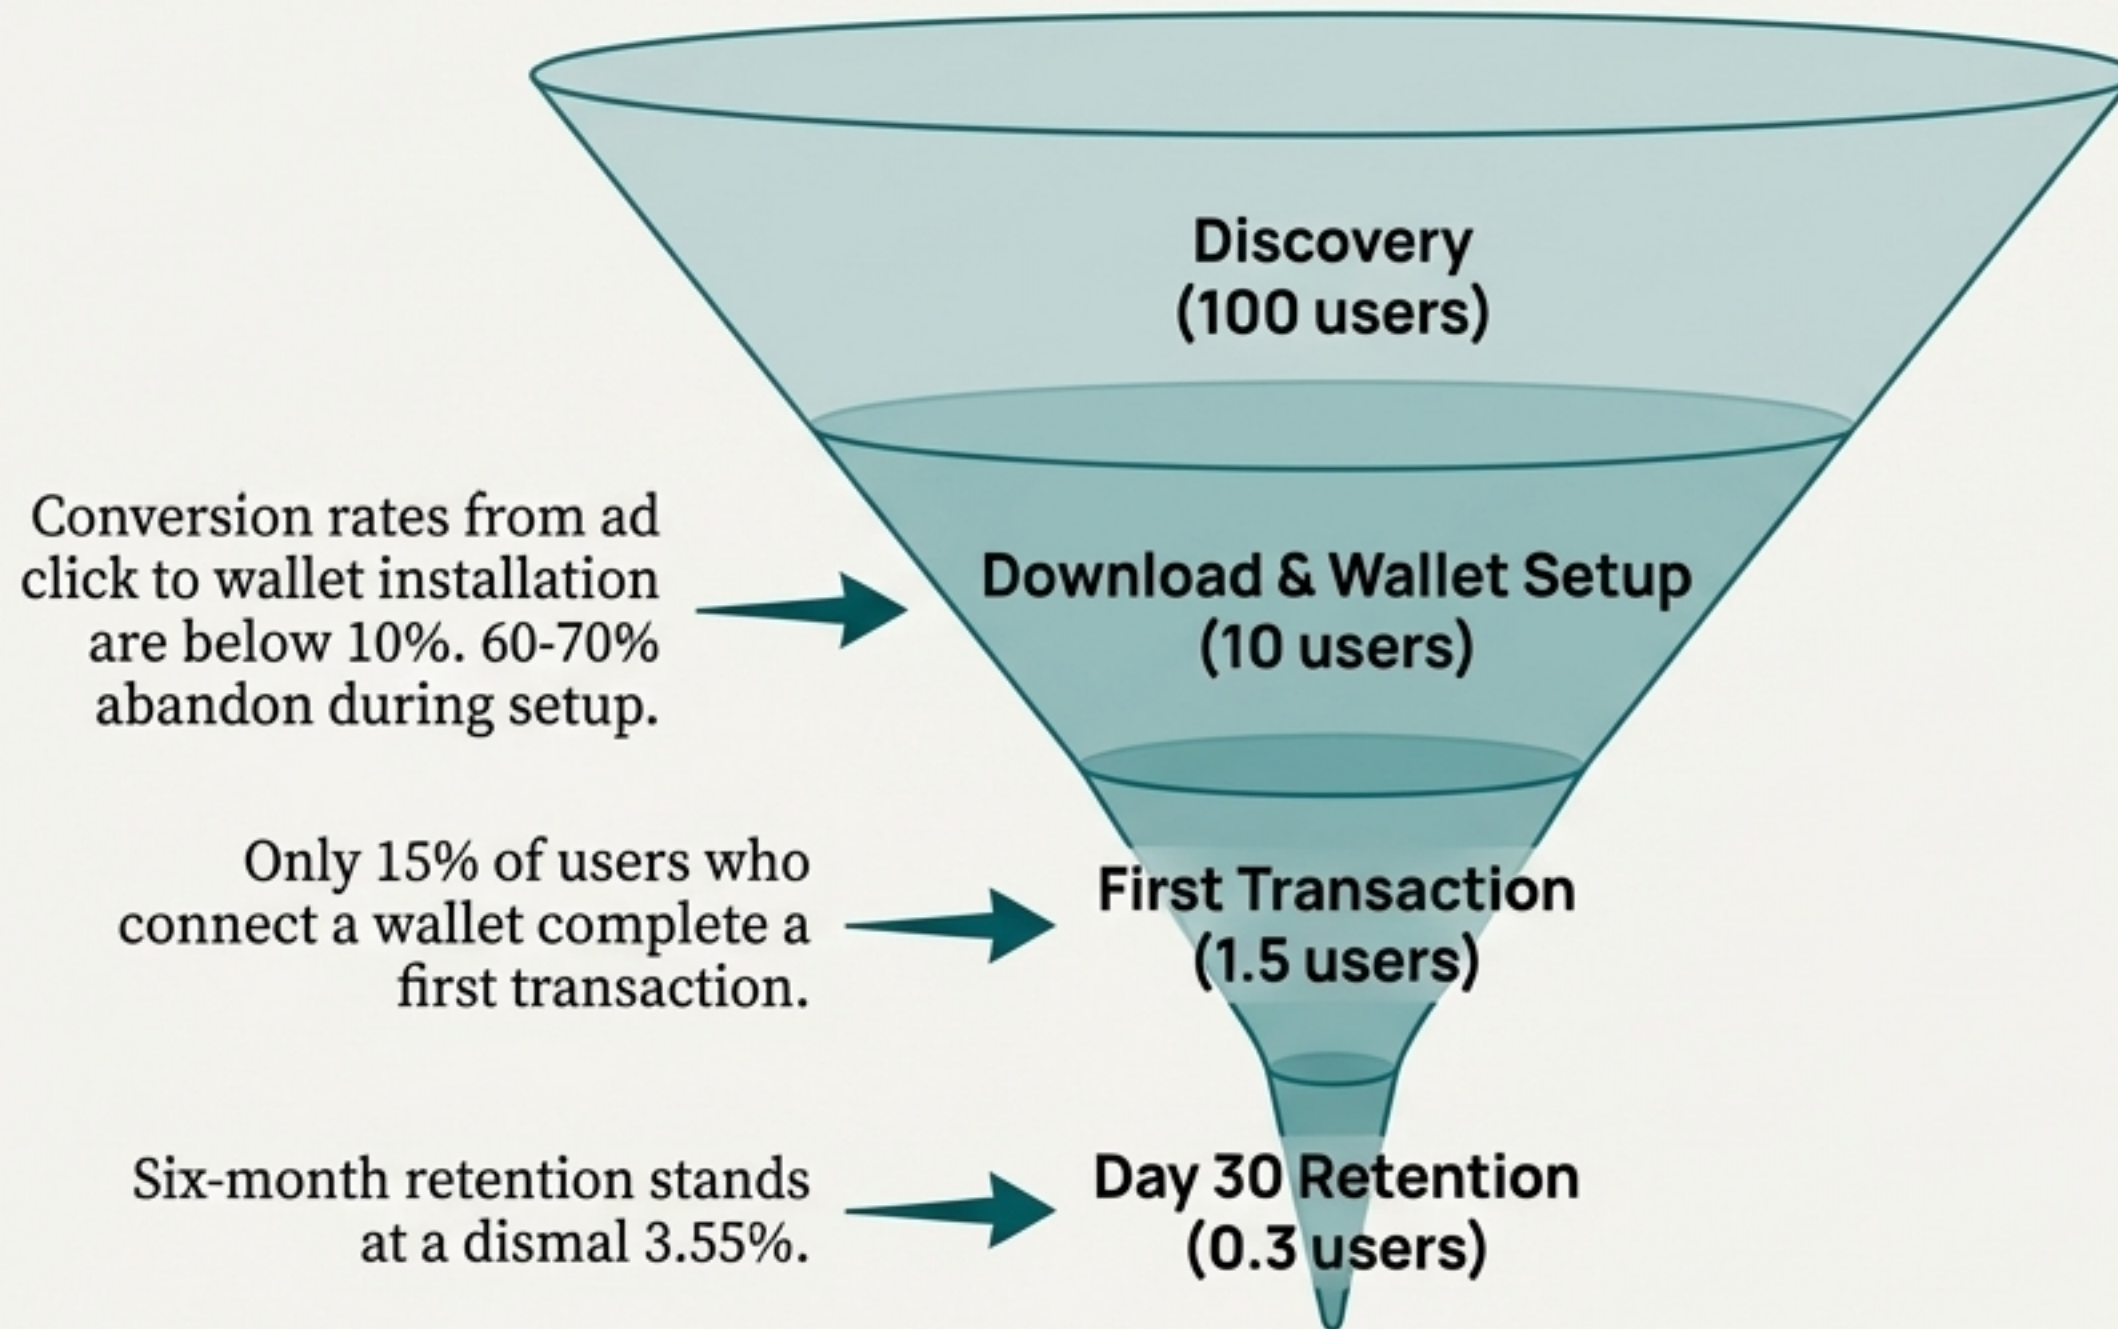 Discovery
(100 users)
Conversion rates from ad
click to wallet installation
are below 10%. 60-70%
abandon during setup.
Download & Wallet Setup
(10 users)
Only 15% of users who
connect a wallet complete a
first transaction.
First Transaction
(1.5 users)
Six-month retention stands
at a dismal 3.55%.
Day 30 Retention
(0.3 users)